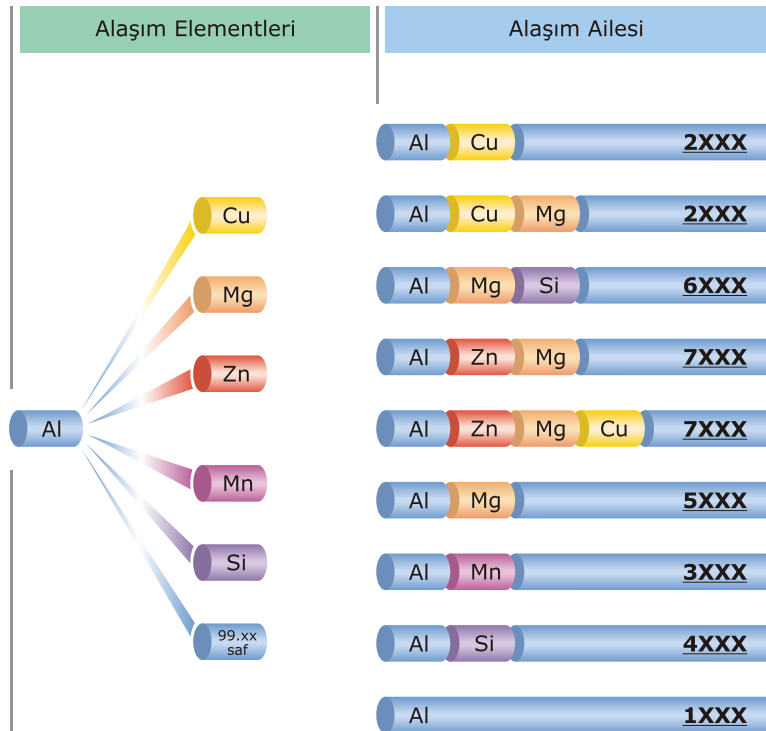 Alaşım Elementleri
Alaşım Ailesi
Al
Cu
Mg
Zn
Mn
Si
99.xx
saf
Al Cu 2XXX
Al Cu Mg 2XXX
Al Mg Si 6XXX
Al Zn Mg 7XXX
Al Zn Mg Cu 7XXX
Al Mg 5XXX
Al Mn 3XXX
Al Si 4XXX
Al 1XXX